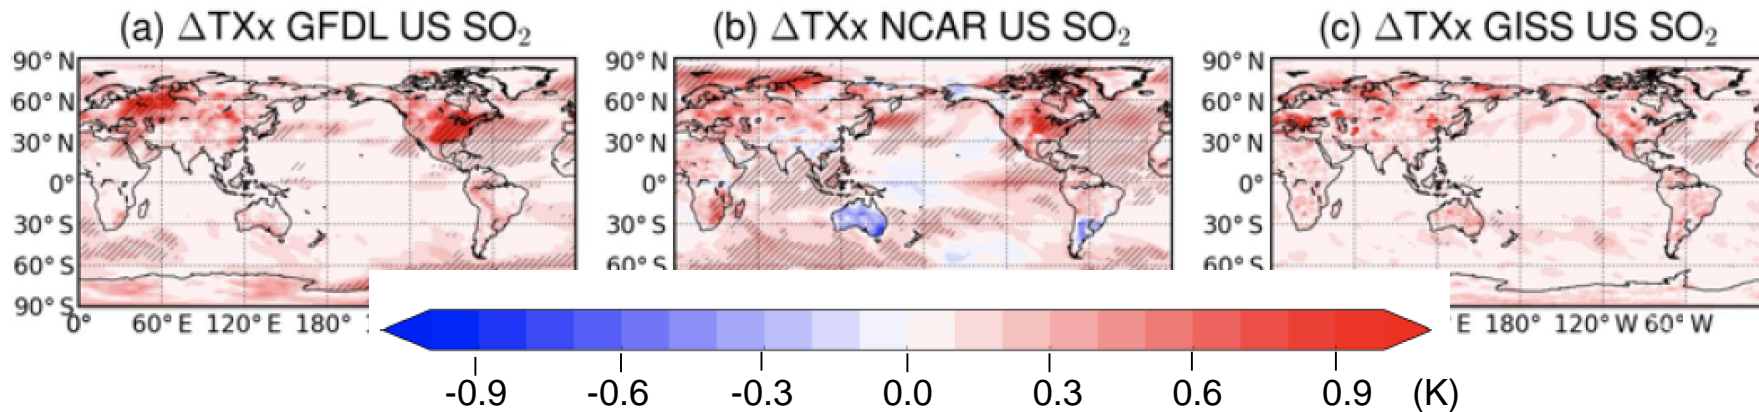 (a) ΔTXx GFDL US SO₂
(b) ΔTXx NCAR US SO₂
(c) ΔTXx GISS US SO₂
90° N
60° N
30° N
0°
30° S
60° S
90° S
0° 60° E 120° E 180°
90° N
60° N
30° N
0°
30° S
60° S
90° N
60° N
30° N
0°
30° S
60° S
E 180° 120° W 60° W
-0.9 -0.6 -0.3 0.0 0.3 0.6 0.9 (K)